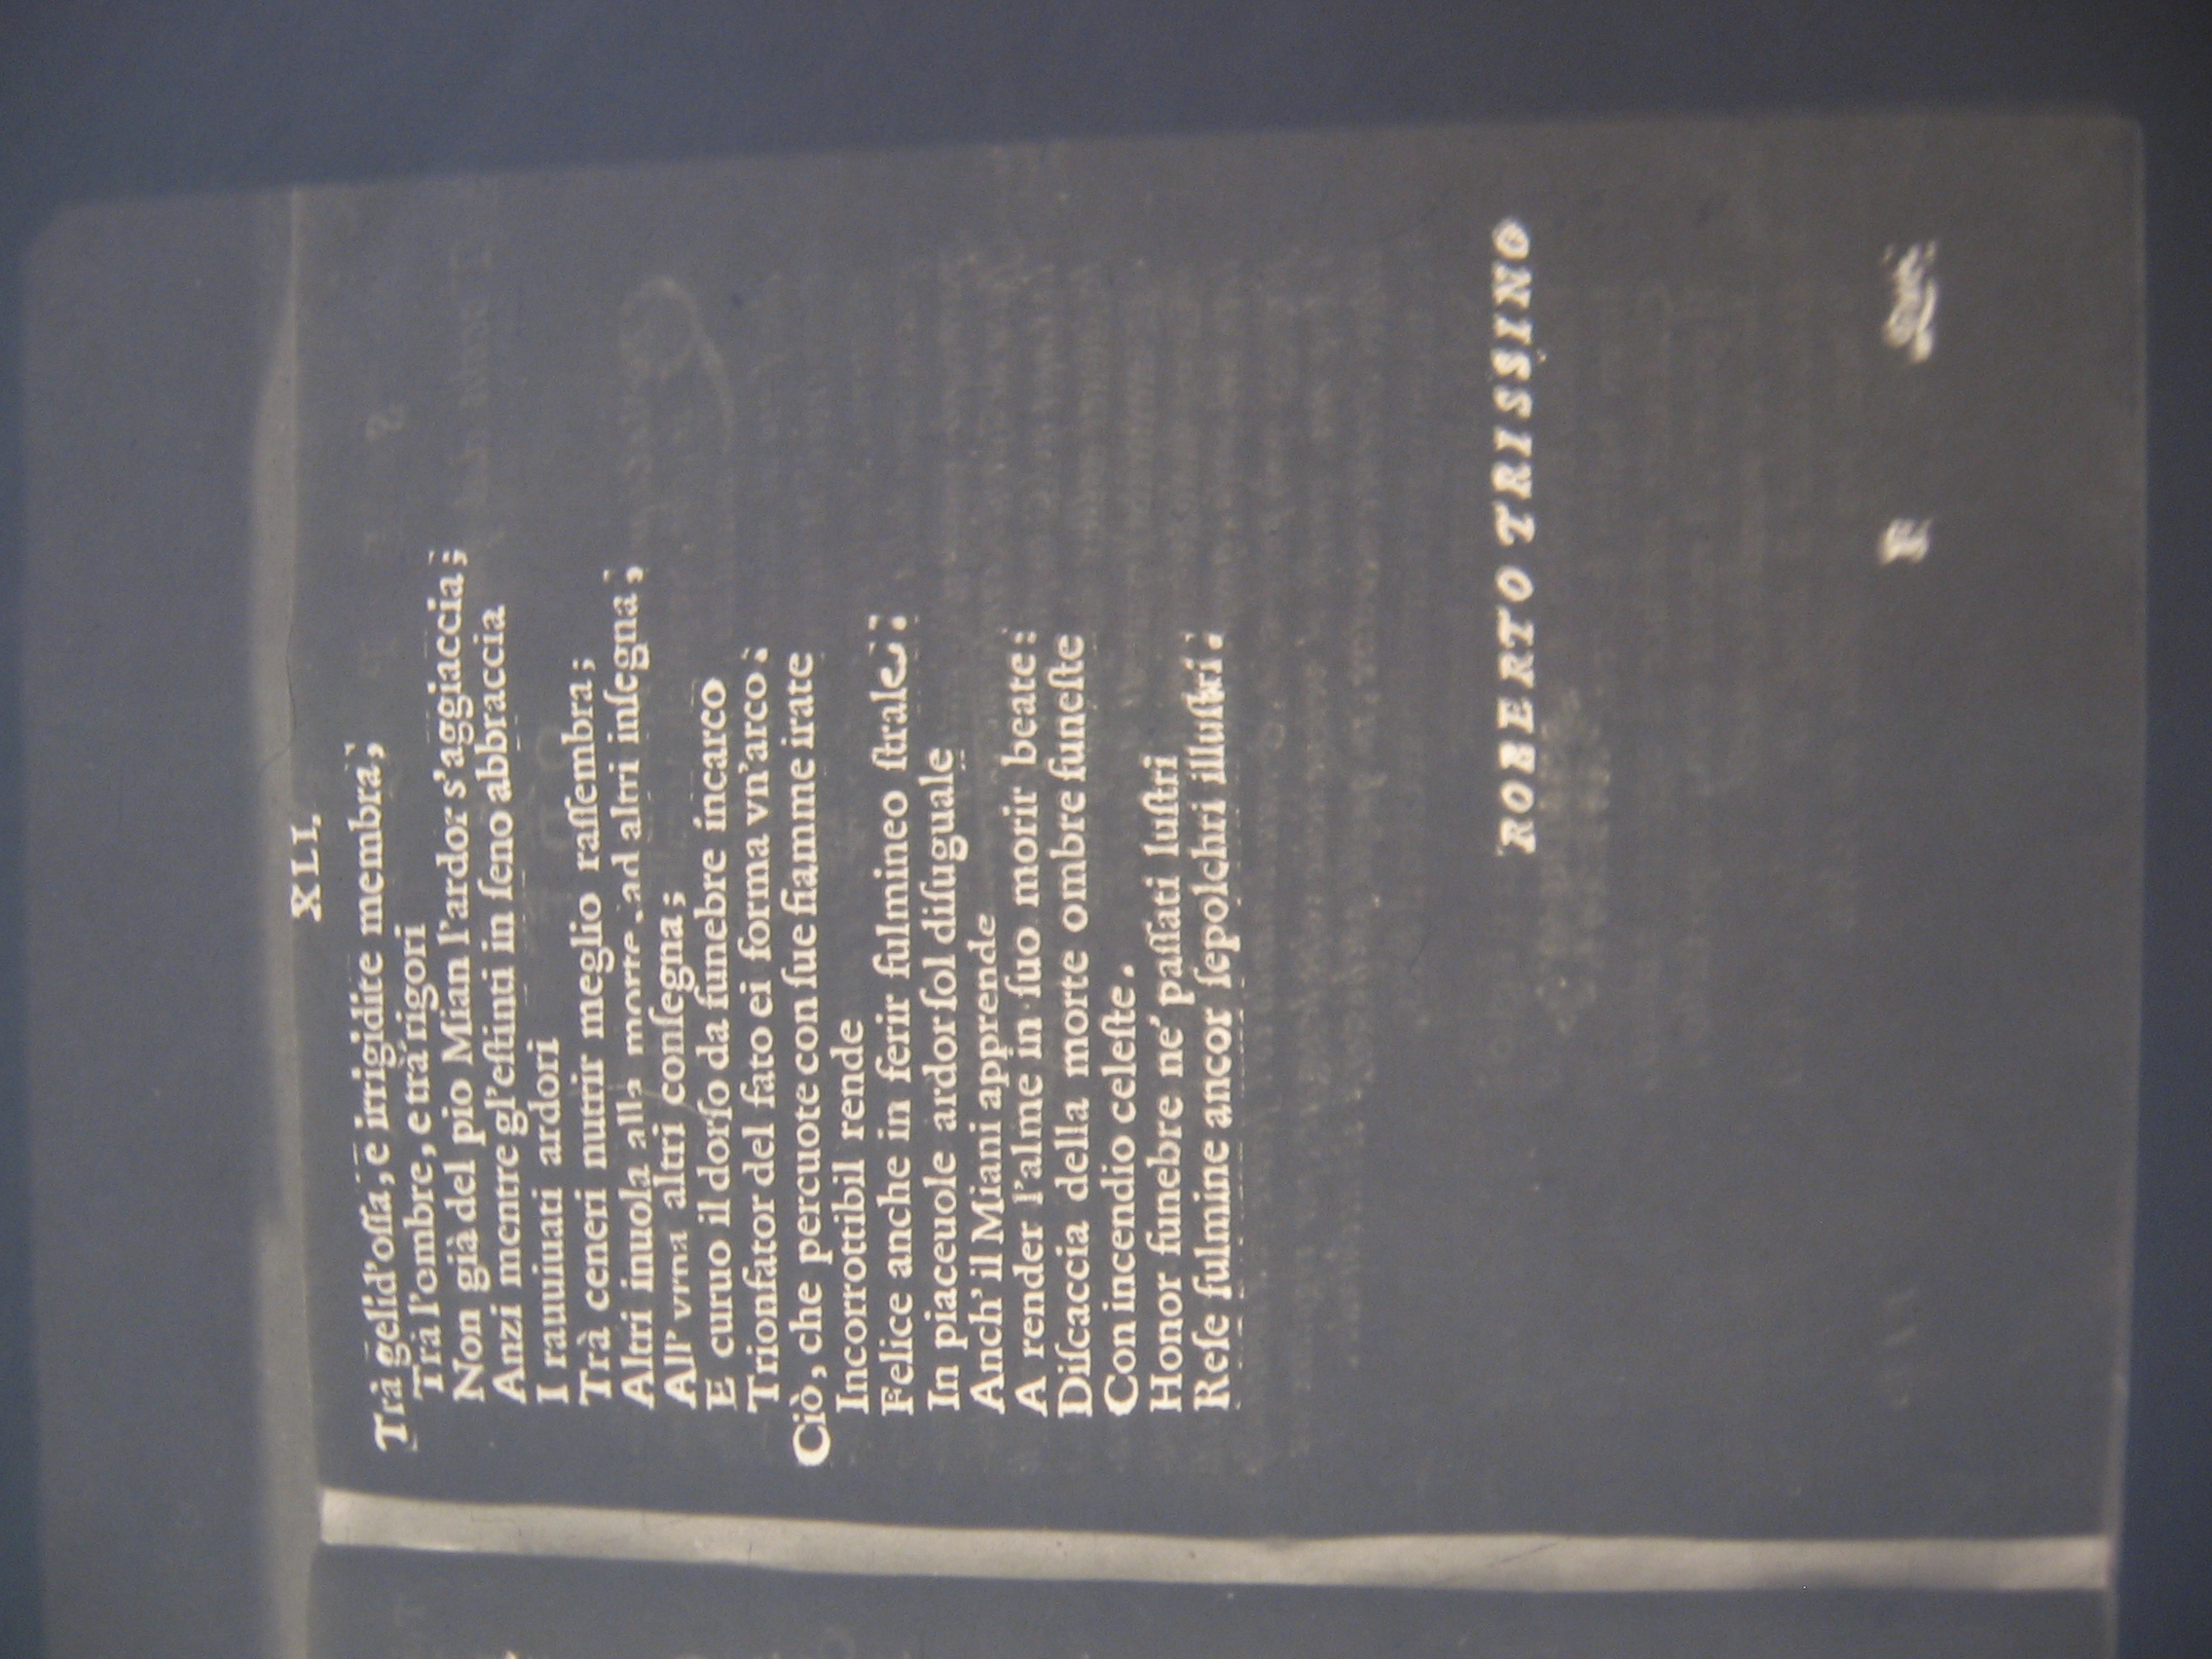 XLI.
Trà gelid'ossa, e irrigidite membra,
Trà l'ombre, e trà rigori
Non già del pio Mian l'ardor s'aggiaccia;
Anzi mentre gl'estinti in seno abbraccia
I rauuiuati ardori
Trà ceneri nutrir meglio rassembra;
Altri inuola alla morte, ad altri insegna,
All' vrna altri consegna;
E curuo il dorso da funebre incarco
Trionfator del fato ei forma vn'arco.
Ciò, che percuote con sue fiamme irate
Incorrottibil rende
Felice anche in ferir fulmineo strale:
In piaceuole ardor sol disuguale
Anch' il Miani apprende
A render l'alme in suo morir beate:
Discaccia della morte ombre funeste
Con incendio celeste.
Honor funebre ne' passati lustri
Rese fulmine ancor sepolchri illustri.
ROBERTO TRISSINO
F